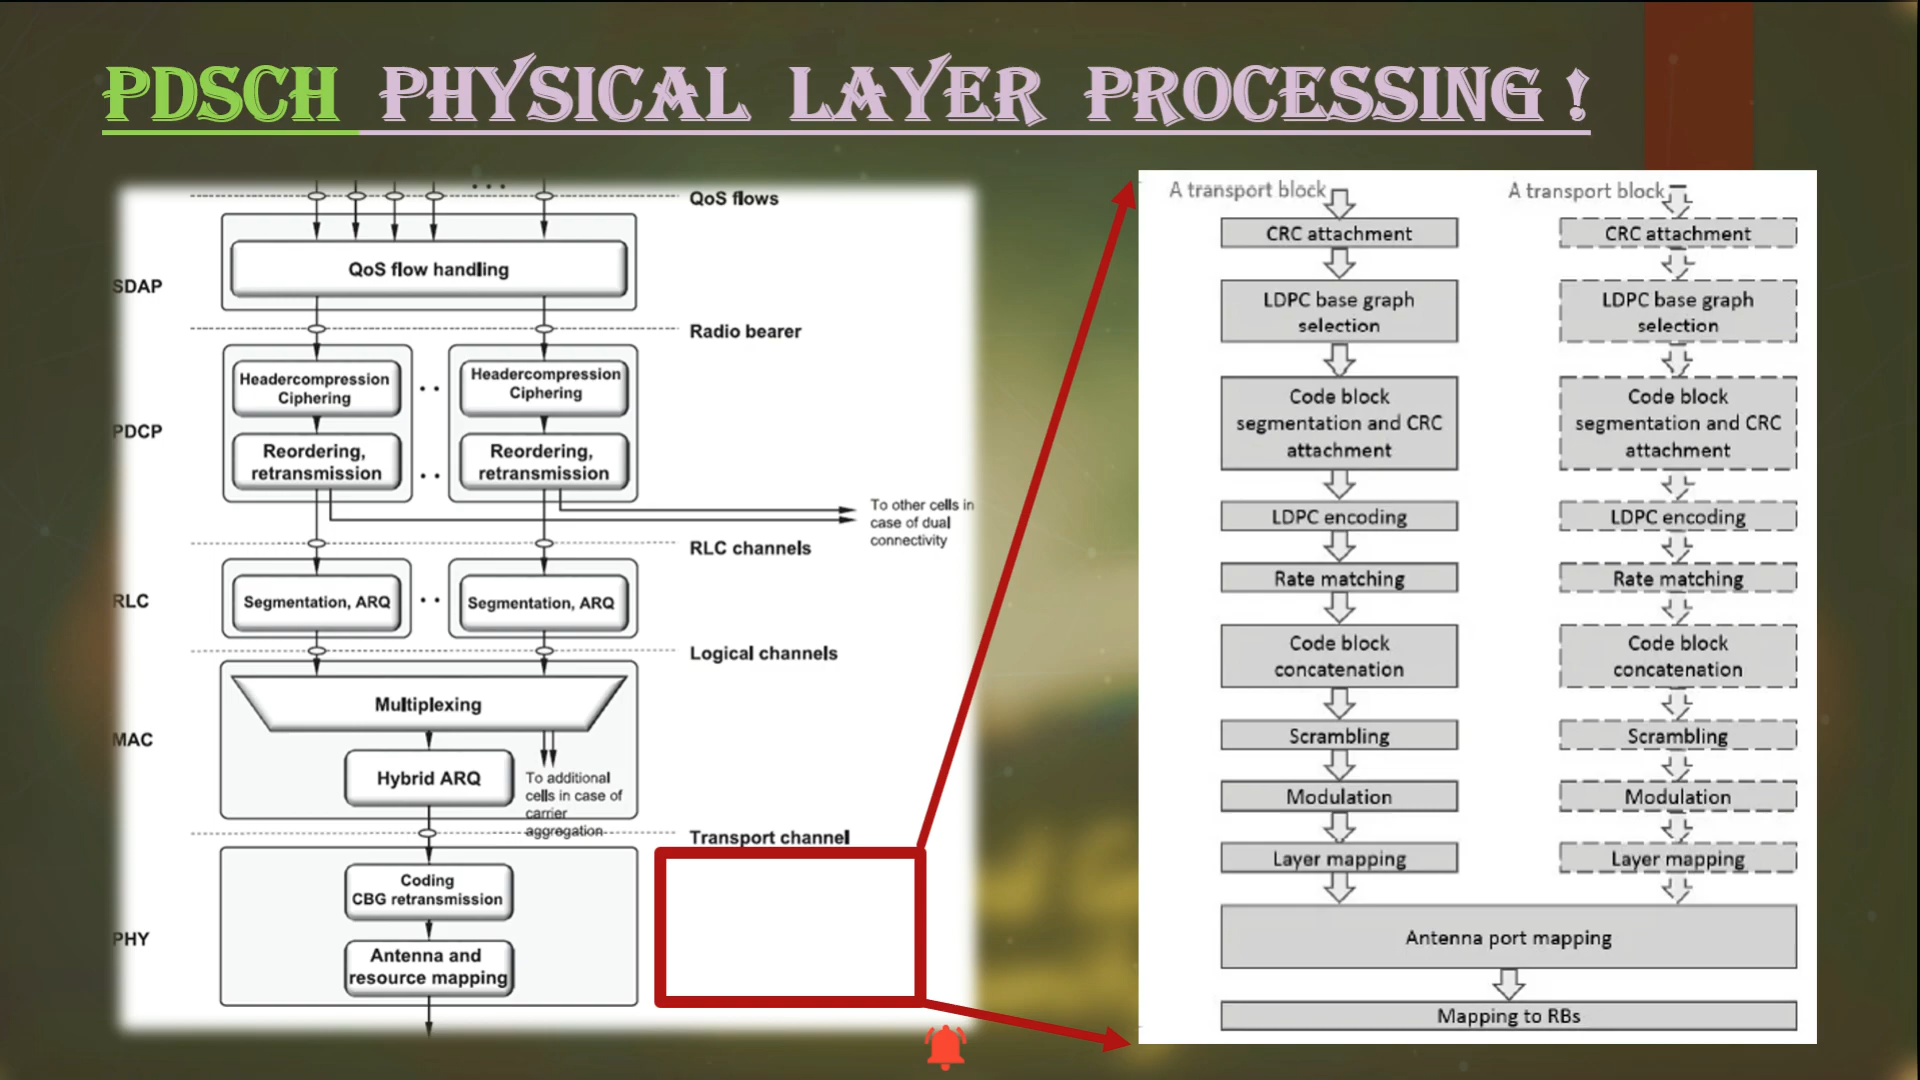 PDSCH PHYSICAL LAYER PROCESSING !
QoS flows
QoS flow handling
SDAP
Radio bearer
Headercompression
Ciphering
Headercompression
Ciphering
PDCP
Reordering,
retransmission
Reordering,
retransmission
To other cells in
case of dual
connectivity
RLC channels
RLC
Segmentation, ARQ
Segmentation, ARQ
Logical channels
Multiplexing
MAC
Hybrid ARQ
To additional
cells in case of
carrier
aggregation
Transport channel
Coding
CBG retransmission
PHY
Antenna and
resource mapping
A transport block
CRC attachment
LDPC base graph
selection
Code block
segmentation and CRC
attachment
LDPC encoding
Rate matching
Code block
concatenation
Scrambling
Modulation
Layer mapping
A transport block
CRC attachment
LDPC base graph
selection
Code block
segmentation and CRC
attachment
LDPC encoding
Rate matching
Code block
concatenation
Scrambling
Modulation
Layer mapping
Antenna port mapping
Mapping to RBs